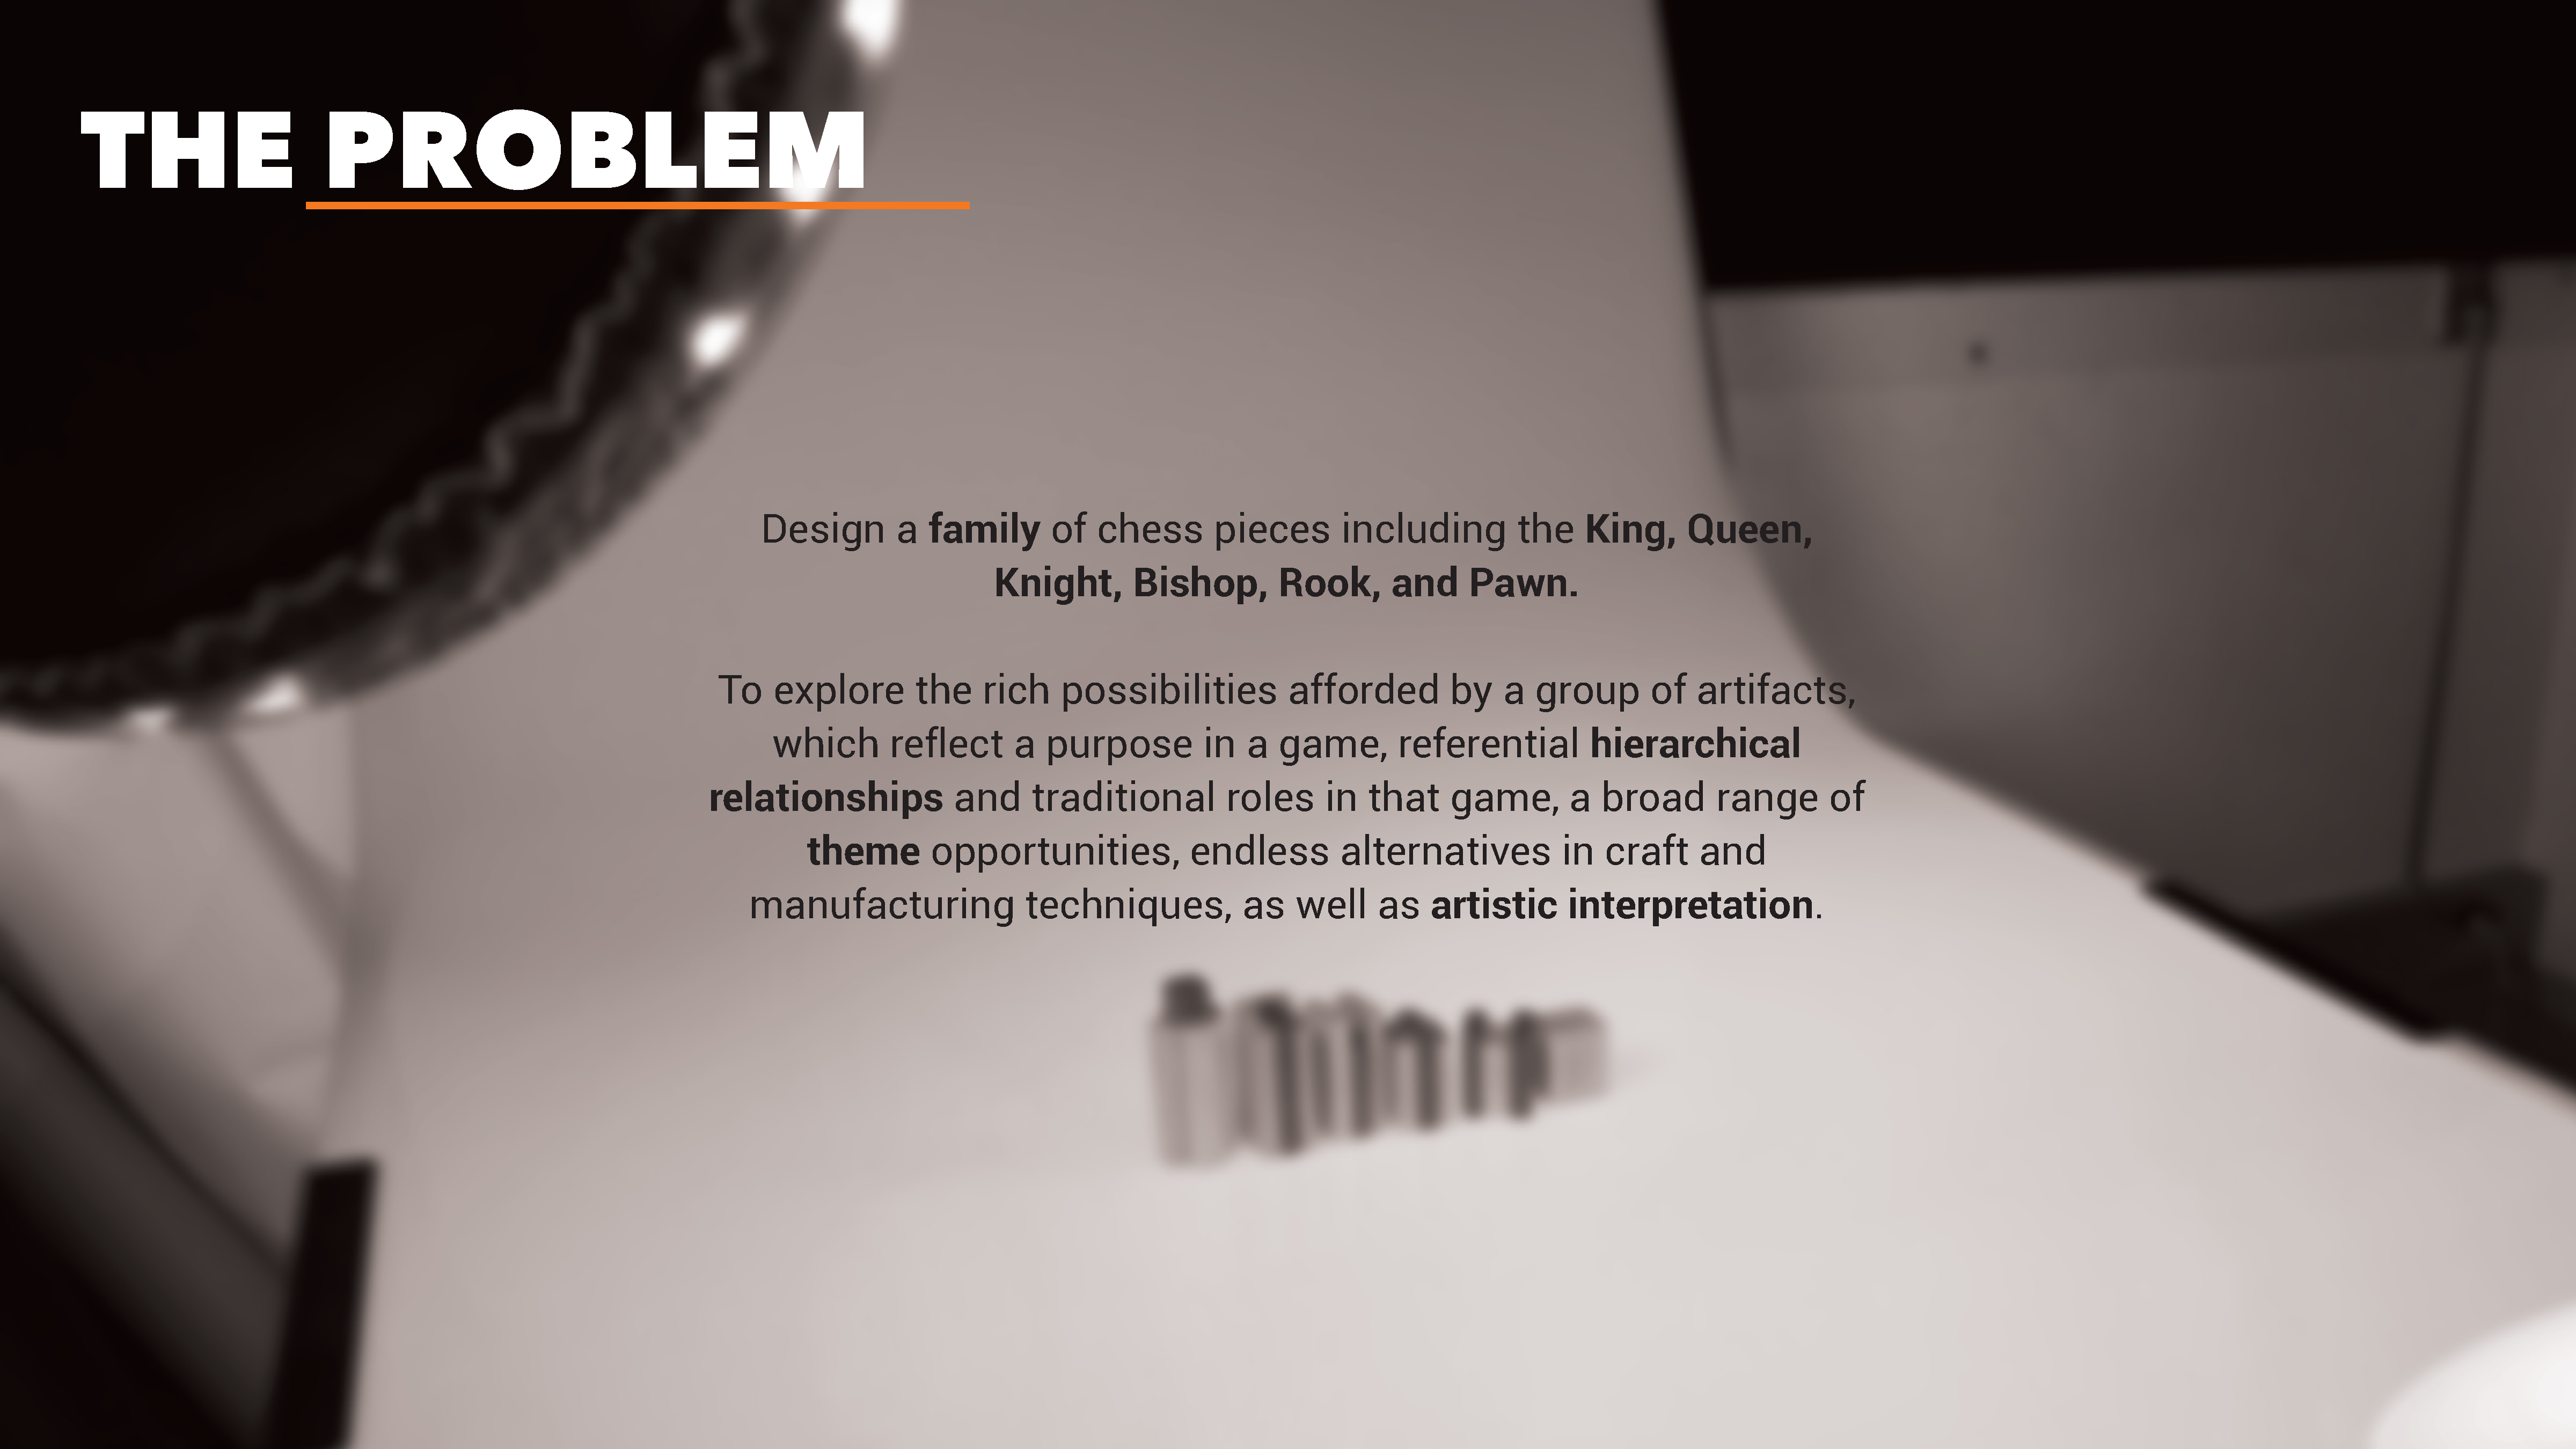 THE PROBLEM
Design a family of chess pieces including the King, Queen,
Knight, Bishop, Rook, and Pawn.
To explore the rich possibilities afforded by a group of artifacts,
which reflect a purpose in a game, referential hierarchical
relationships and traditional roles in that game, a broad range of
theme opportunities, endless alternatives in craft and
manufacturing techniques, as well as artistic interpretation.